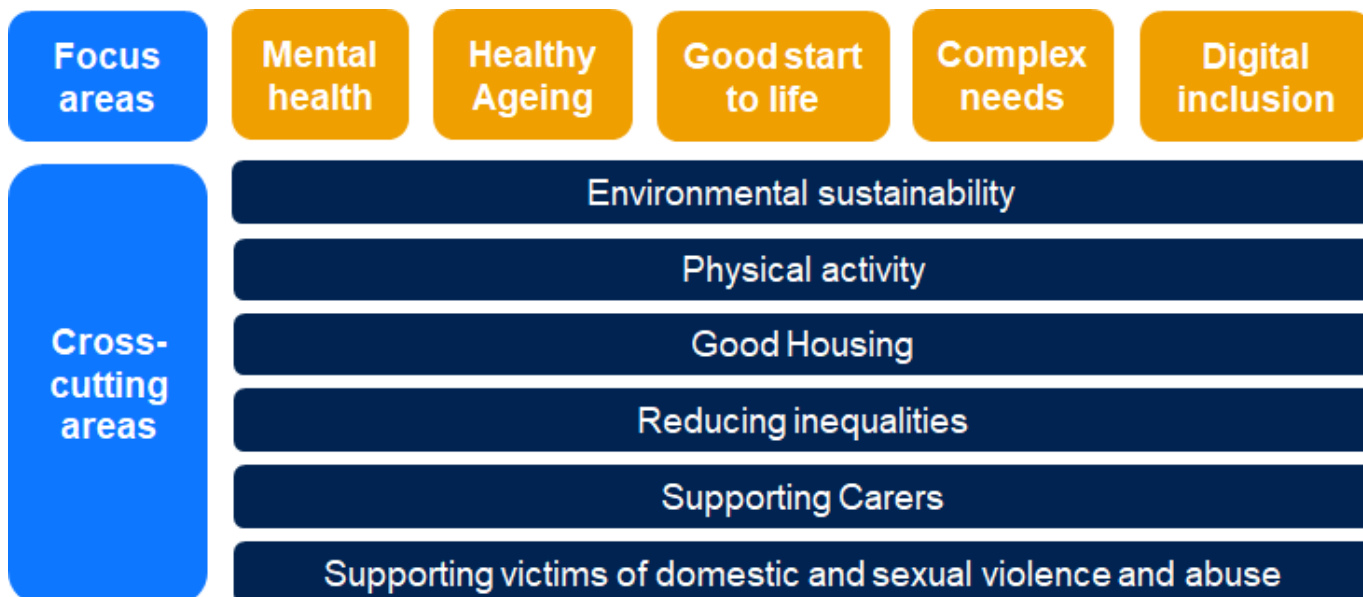 Focus
areas
Mental
health
Healthy
Ageing
Good start
to life
Complex
needs
Digital
inclusion
Cross-
cutting
areas
Environmental sustainability
Physical activity
Good Housing
Reducing inequalities
Supporting Carers
Supporting victims of domestic and sexual violence and abuse